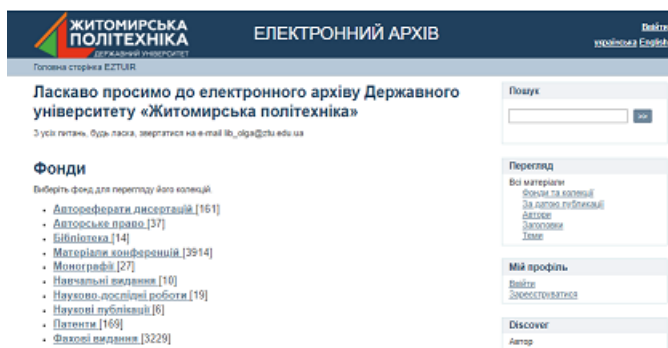 ЖИТОМИРСЬКА
ПОЛІТЕХНІКА
ДЕРЖАВНИЙ УНІВЕРСИТЕТ
ЕЛЕКТРОННИЙ АРХІВ
Ввійти
українська English
Головна сторінка EZTUIR
Ласкаво просимо до електронного архіву Державного
університету «Житомирська політехніка»
З усіх питань, будь ласка, звертатися на e-mail lib_olga@ztu.edu.ua
Фонди
Виберіть фонд для перегляду його колекцій.
Автореферати дисертацій [161]
Авторське право [37]
Бібліотека [14]
Матеріали конференцій [3914]
Монографії [27]
Навчальні видання [10]
Науково-дослідні роботи [19]
Наукові публікації [6]
Патенти [169]
Фахові видання [3229]
Пошук
>>
Перегляд
Всі матеріали
Фонди та колекції
За датою публикації
Автори
Заголовки
Теми
Мій профіль
Ввійти
Зареєструватися
Discover
Автор